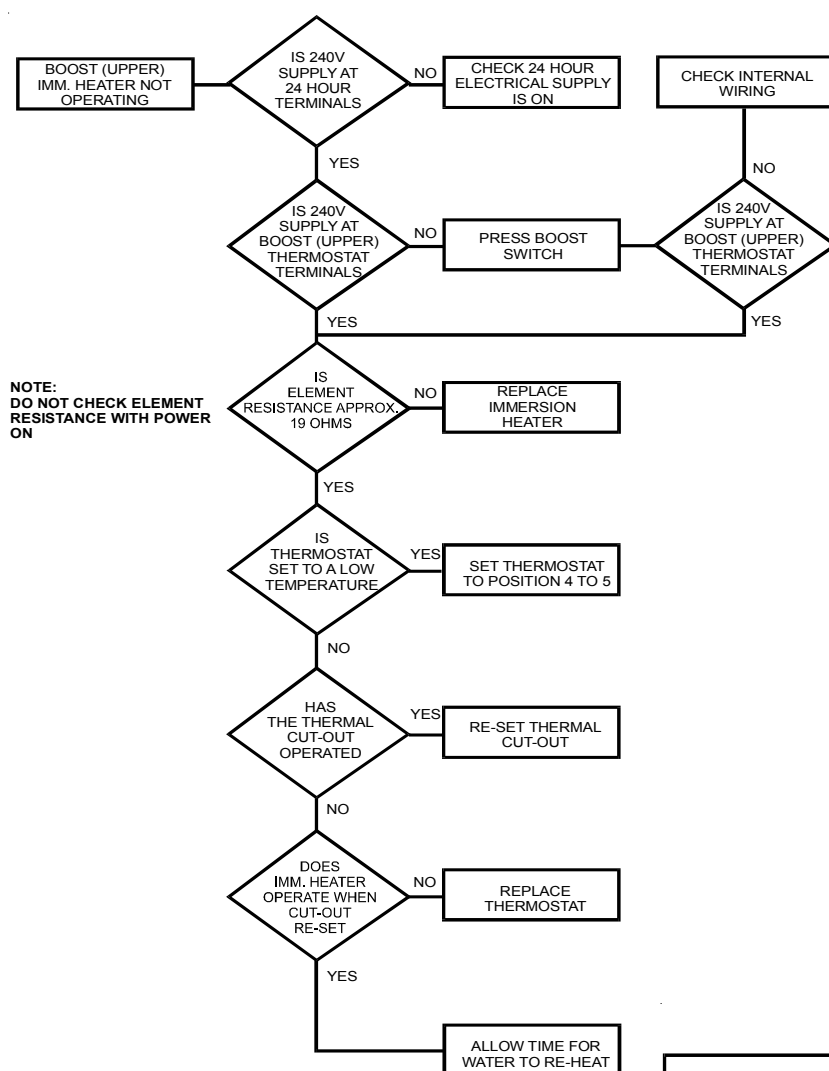 BOOST (UPPER)
IMM. HEATER NOT
OPERATING
IS 240V
SUPPLY AT
24 HOUR
TERMINALS
NO
CHECK 24 HOUR
ELECTRICAL SUPPLY
IS ON
CHECK INTERNAL
WIRING
YES
NO
IS 240V
SUPPLY AT
BOOST (UPPER)
THERMOSTAT
TERMINALS
NO
PRESS BOOST
SWITCH
IS 240V
SUPPLY AT
BOOST (UPPER)
THERMOSTAT
TERMINALS
YES
YES
NOTE:
DO NOT CHECK ELEMENT
RESISTANCE WITH POWER
ON
IS
ELEMENT
RESISTANCE APPROX.
19 OHMS
NO
REPLACE
IMMERSION
HEATER
YES
IS
THERMOSTAT
SET TO A LOW
TEMPERATURE
YES
SET THERMOSTAT
TO POSITION 4 TO 5
NO
HAS
THE THERMAL
CUT-OUT
OPERATED
YES
RE-SET THERMAL
CUT-OUT
NO
DOES
IMM. HEATER
OPERATE WHEN
CUT-OUT
RE-SET
NO
REPLACE
THERMOSTAT
YES
ALLOW TIME FOR
WATER TO RE-HEAT